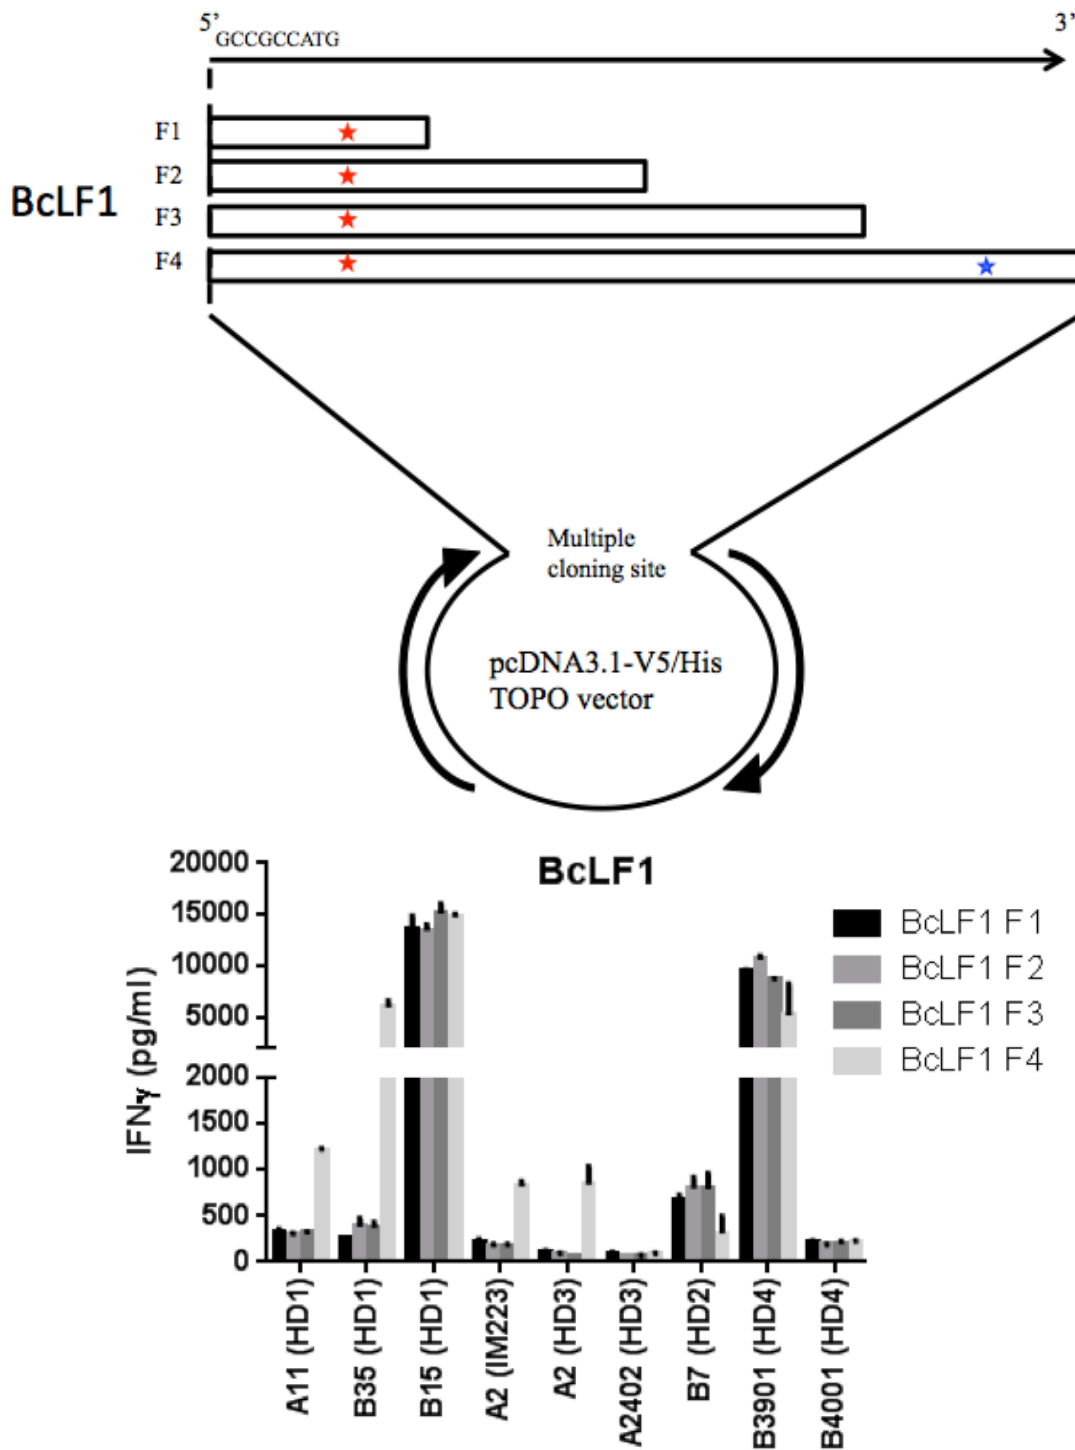 5’
3’
GCCGCCATG
F1
F2
BcLF1
F3
F4
Multiple
cloning site
pcDNA3.1-V5/His
TOPO vector
BcLF1
20000
15000
10000
5000
2000
1500
1000
500
0
IFNγ (pg/ml)
BcLF1 F1
BcLF1 F2
BcLF1 F3
BcLF1 F4
A11 (HD1)
B35 (HD1)
B15 (HD1)
A2 (IM223)
A2 (HD3)
A2402 (HD3)
B7 (HD2)
B3901 (HD4)
B4001 (HD4)